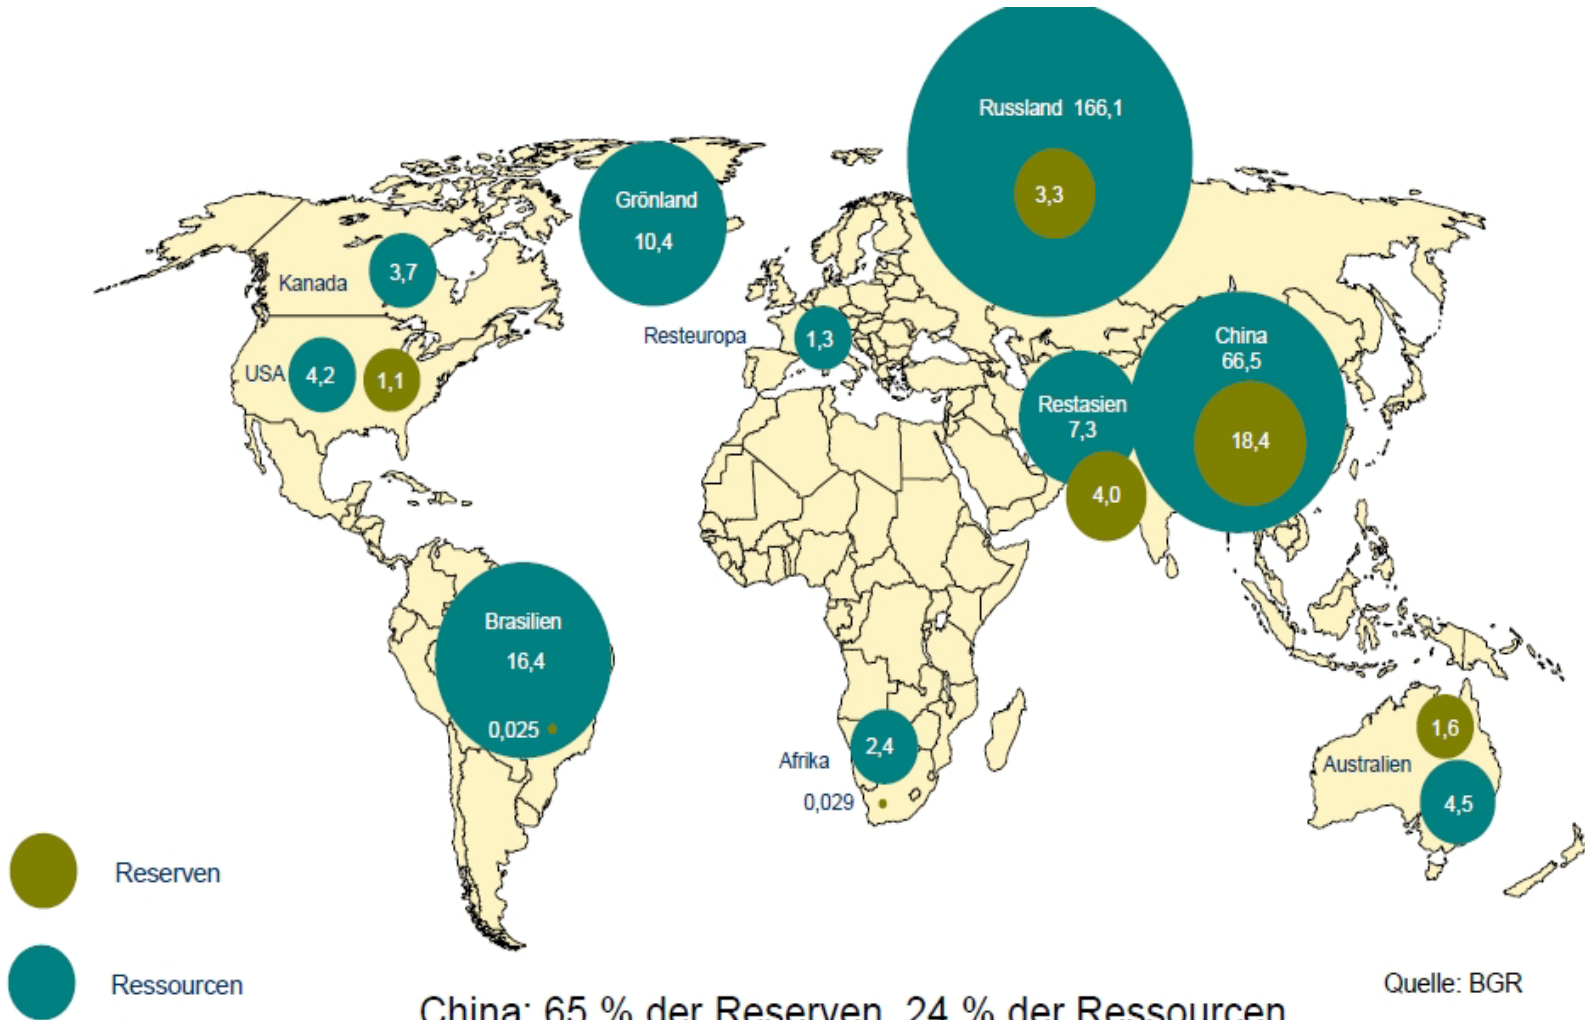 Russland 166,1
3,3
Grönland
10,4
Kanada
3,7
Resteuropa
1,3
China
66,5
18,4
USA
4,2
1,1
Restasien
7,3
4,0
Brasilien
16,4
0,025
Afrika
2,4
0,029
1,6
Australien
4,5
Reserven
Ressourcen
Quelle: BGR
China: 65 % der Reserven, 24 % der Ressourcen